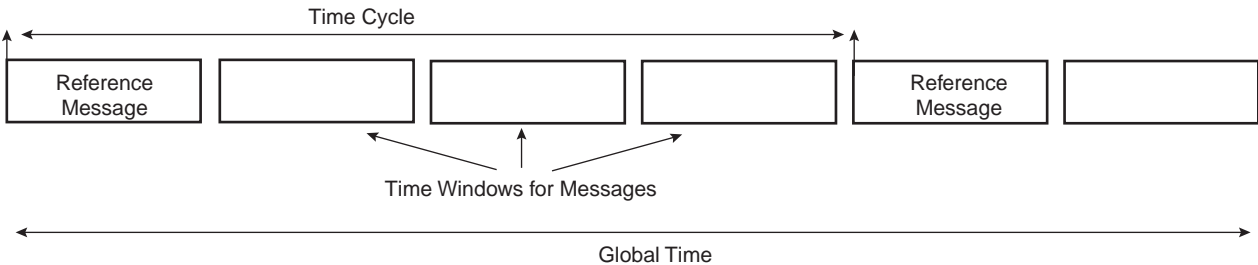 Time Cycle
Reference
Message
Reference
Message
Time Windows for Messages
Global Time